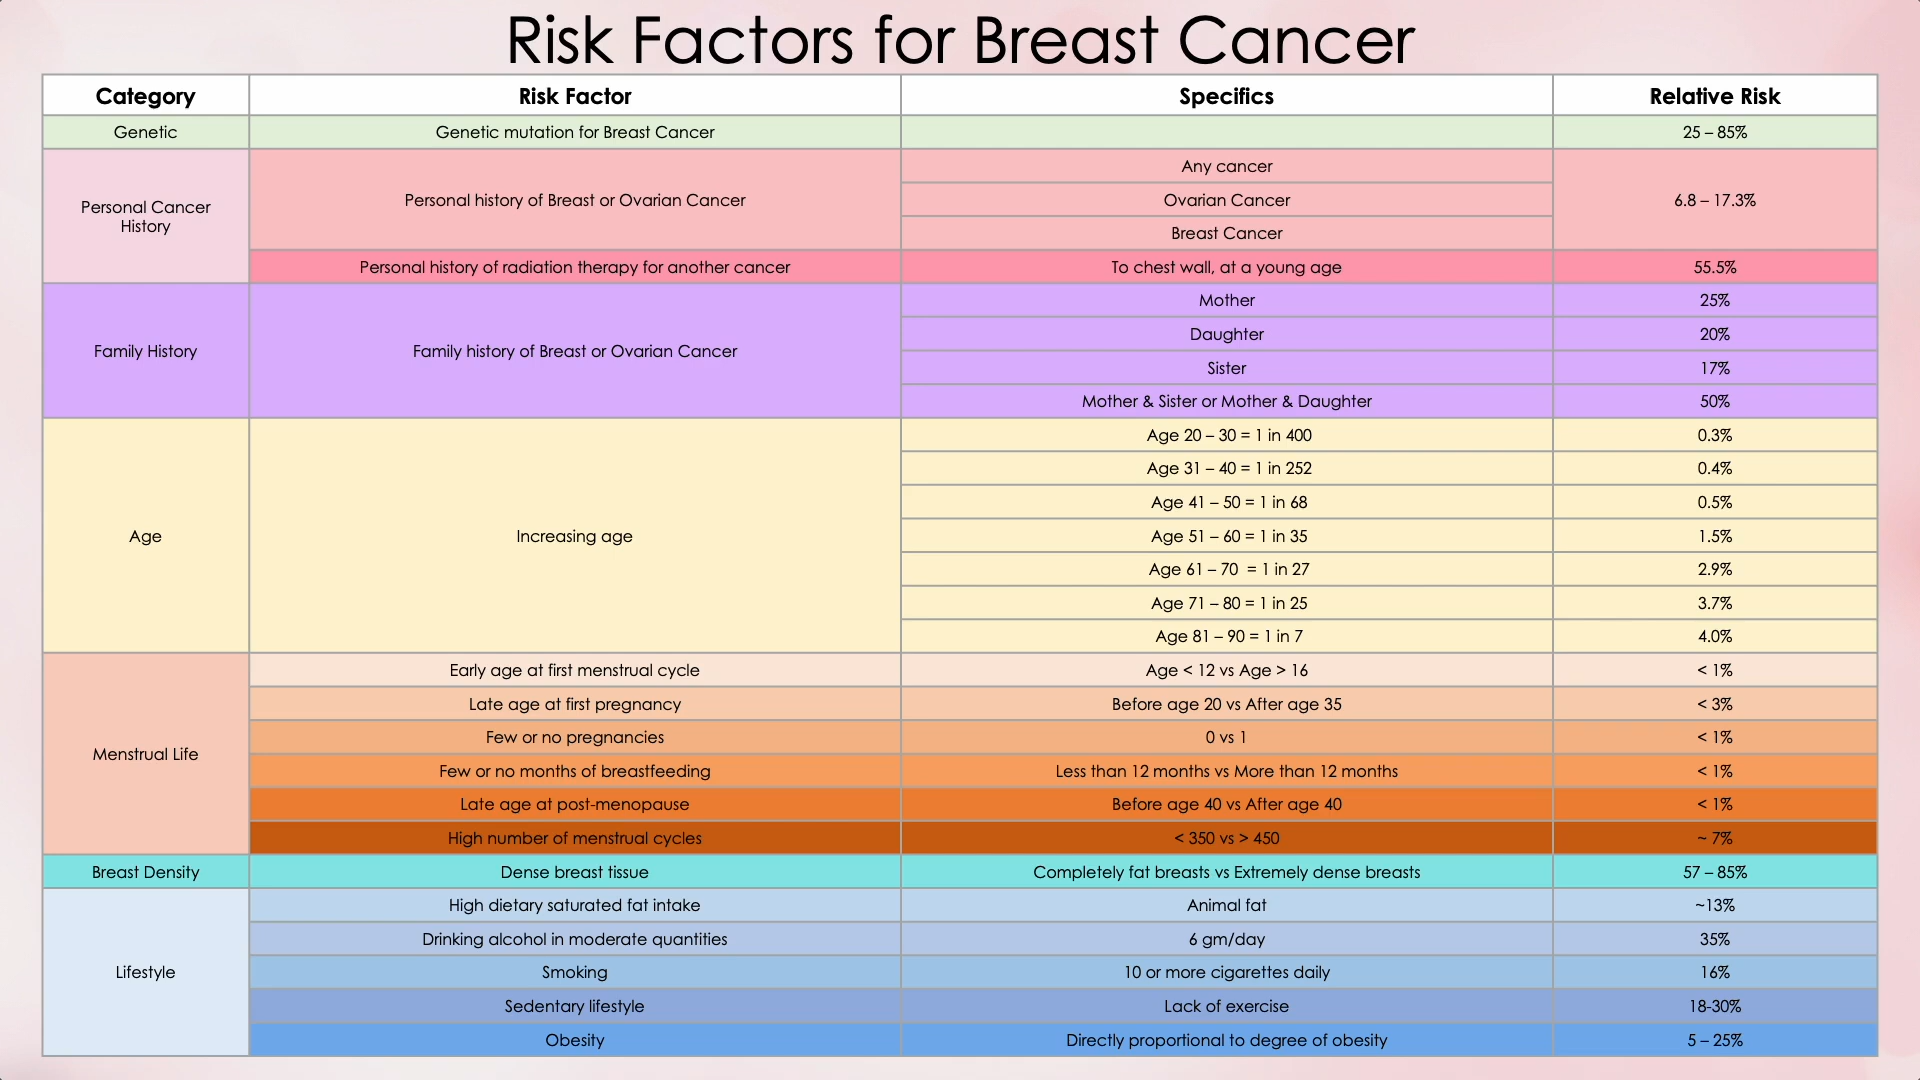 Risk Factors for Breast Cancer
Category Risk Factor Specifics Relative Risk
Genetic Genetic mutation for Breast Cancer 25 – 85%
Personal Cancer
History
Personal history of Breast or Ovarian Cancer
Any cancer
Ovarian Cancer
Breast Cancer
6.8 – 17.3%
Personal history of radiation therapy for another cancer To chest wall, at a young age 55.5%
Family History
Family history of Breast or Ovarian Cancer
Mother 25%
Daughter 20%
Sister 17%
Mother & Sister or Mother & Daughter 50%
Age
Increasing age
Age 20 – 30 = 1 in 400 0.3%
Age 31 – 40 = 1 in 252 0.4%
Age 41 – 50 = 1 in 68 0.5%
Age 51 – 60 = 1 in 35 1.5%
Age 61 – 70  = 1 in 27 2.9%
Age 71 – 80 = 1 in 25 3.7%
Age 81 – 90 = 1 in 7 4.0%
Menstrual Life
Early age at first menstrual cycle Age < 12 vs Age > 16 < 1%
Late age at first pregnancy Before age 20 vs After age 35 < 3%
Few or no pregnancies 0 vs 1 < 1%
Few or no months of breastfeeding Less than 12 months vs More than 12 months < 1%
Late age at post-menopause Before age 40 vs After age 40 < 1%
High number of menstrual cycles < 350 vs > 450 ~ 7%
Breast Density Dense breast tissue Completely fat breasts vs Extremely dense breasts 57 – 85%
Lifestyle
High dietary saturated fat intake Animal fat ~13%
Drinking alcohol in moderate quantities 6 gm/day 35%
Smoking 10 or more cigarettes daily 16%
Sedentary lifestyle Lack of exercise 18-30%
Obesity Directly proportional to degree of obesity 5 – 25%